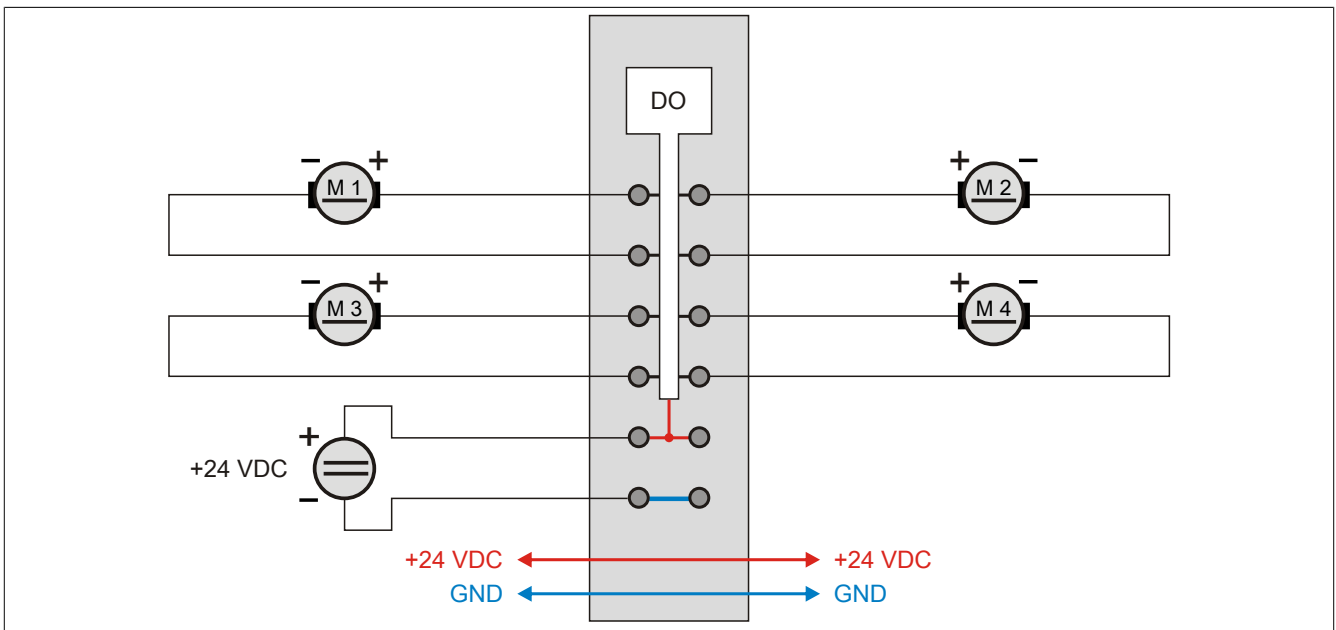 DO
− +
M 1
+ −
M 2
− +
M 3
+ −
M 4
+
+24 VDC
−
+24 VDC +24 VDC
GND GND